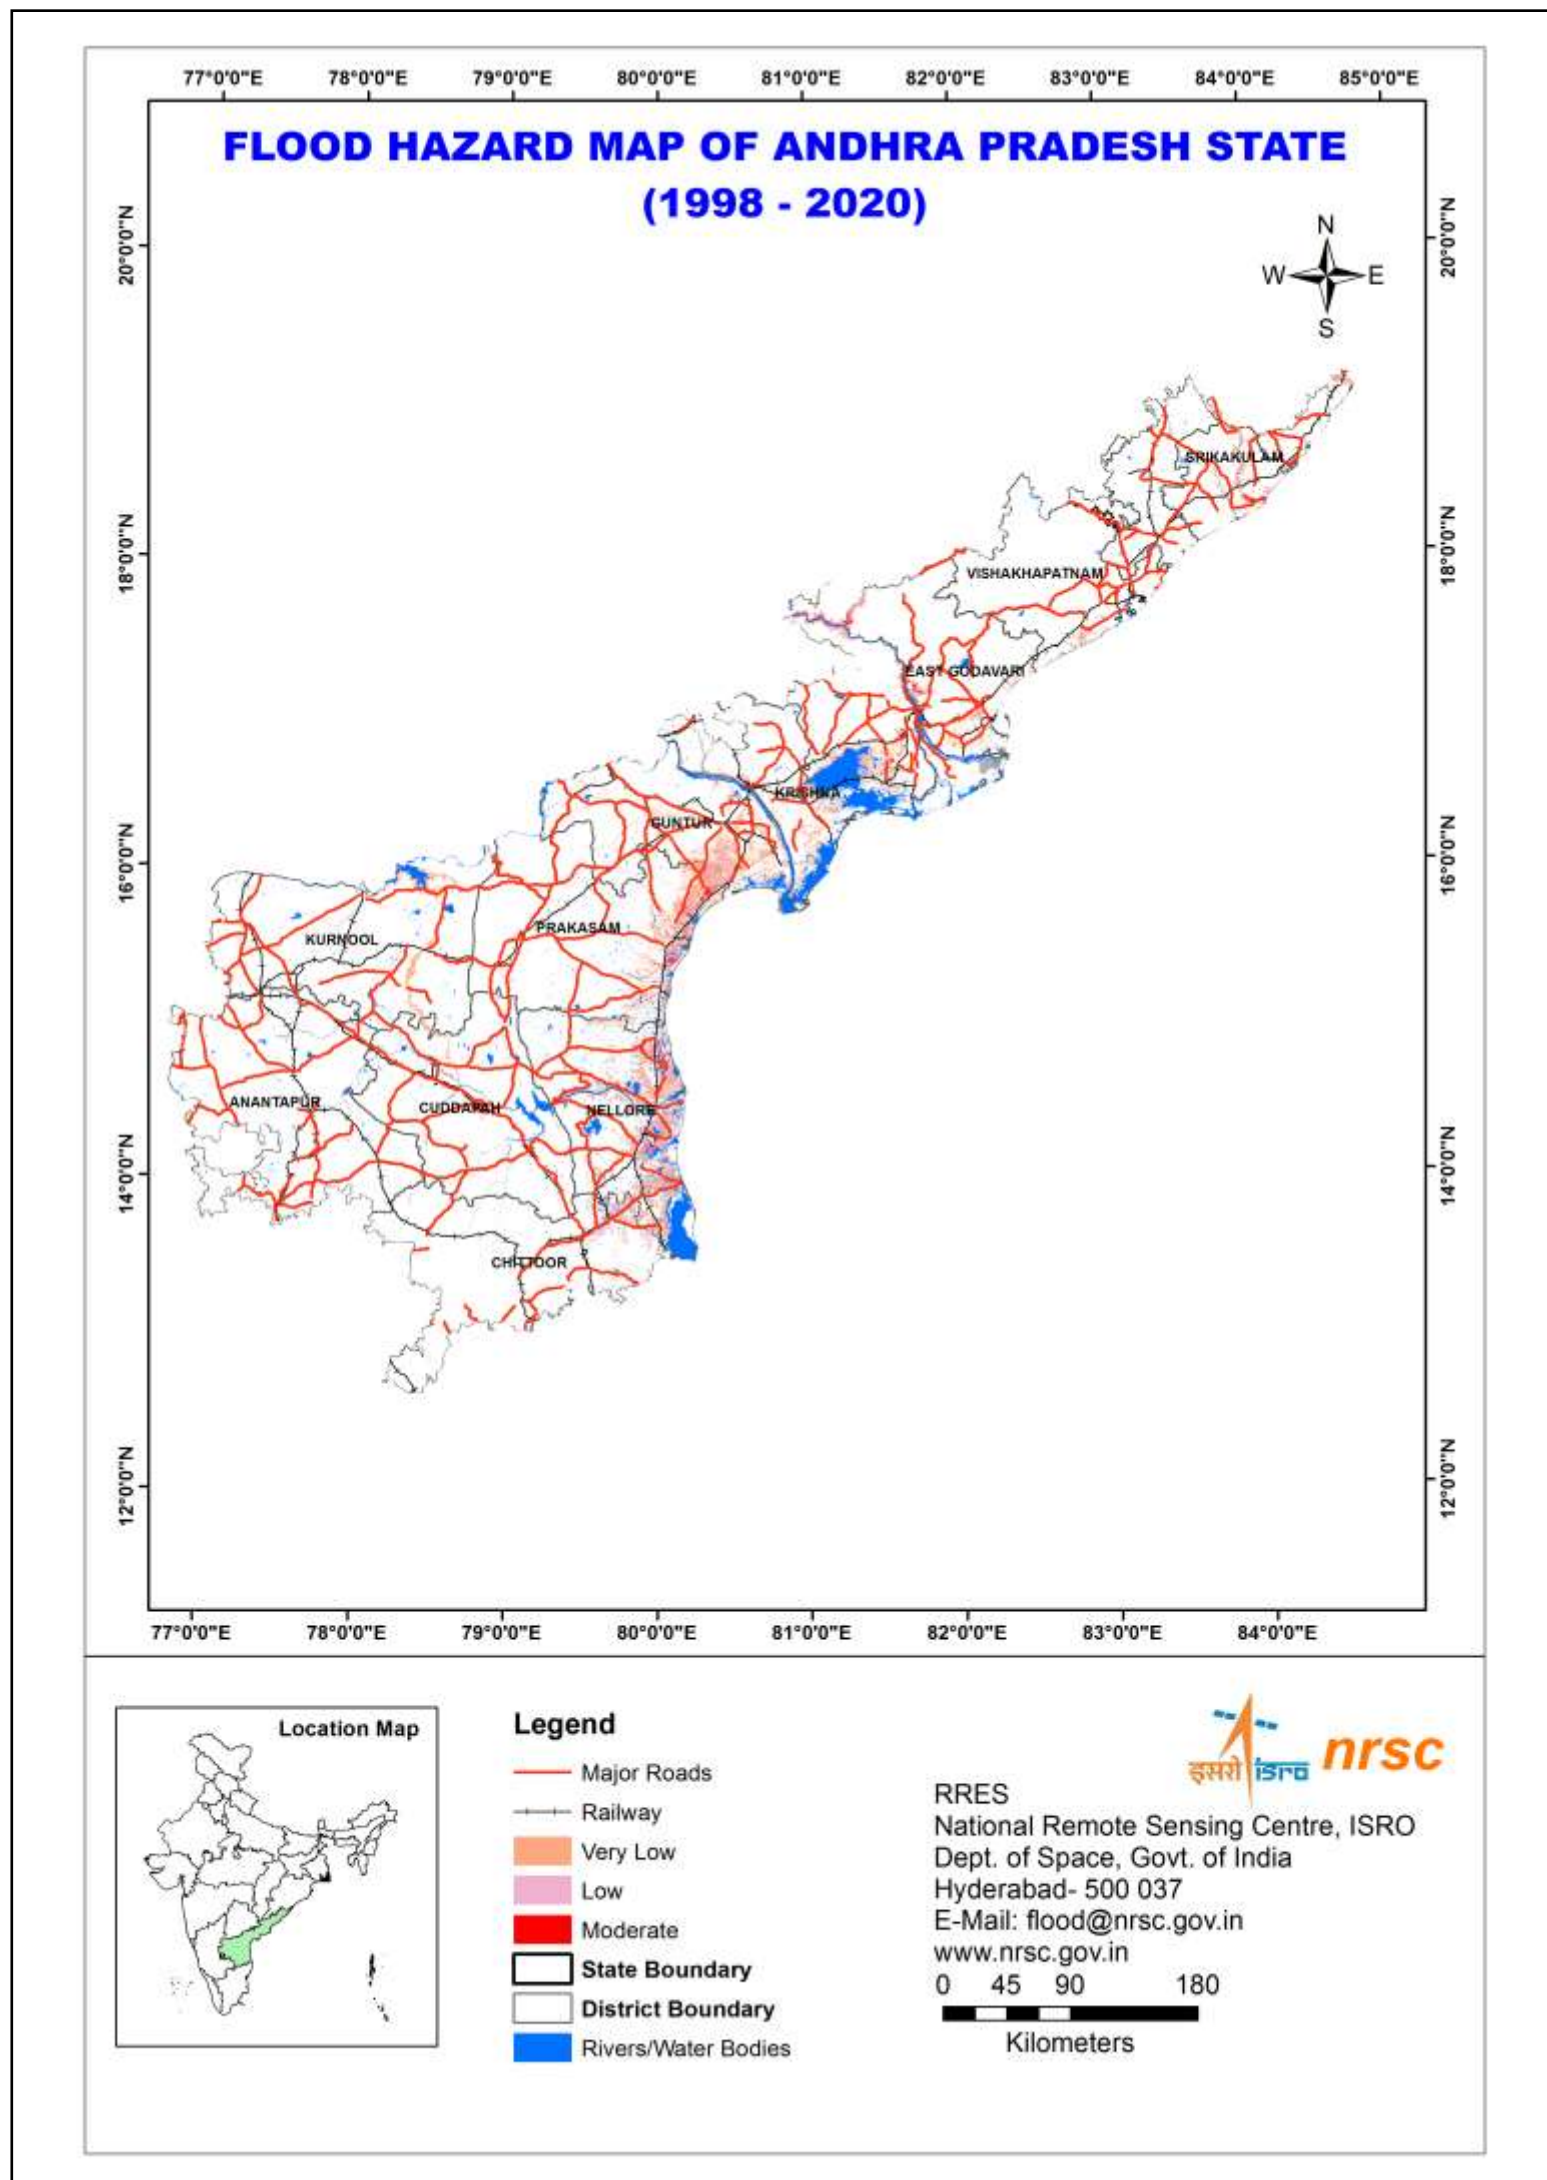 77°0'0"E 78°0'0"E 79°0'0"E 80°0'0"E 81°0'0"E 82°0'0"E 83°0'0"E 84°0'0"E 85°0'0"E
FLOOD HAZARD MAP OF ANDHRA PRADESH STATE
(1998 - 2020)
N
W E
S
20°0'0"N 20°0'0"N
18°0'0"N 18°0'0"N
16°0'0"N 16°0'0"N
14°0'0"N 14°0'0"N
12°0'0"N 12°0'0"N
SRIKAKULAM
VISHAKHAPATNAM
EAST GODAVARI
KRISHNA
GUNTUR
PRAKASAM
KURNOOL
ANANTAPUR
CUDDAPAH
NELLORE
CHITTOOR
77°0'0"E 78°0'0"E 79°0'0"E 80°0'0"E 81°0'0"E 82°0'0"E 83°0'0"E 84°0'0"E
Location Map
Legend
Major Roads
Railway
Very Low
Low
Moderate
State Boundary
District Boundary
Rivers/Water Bodies
इसरो isro nrsc
RRES
National Remote Sensing Centre, ISRO
Dept. of Space, Govt. of India
Hyderabad- 500 037
E-Mail: flood@nrsc.gov.in
www.nrsc.gov.in
0 45 90 180
Kilometers